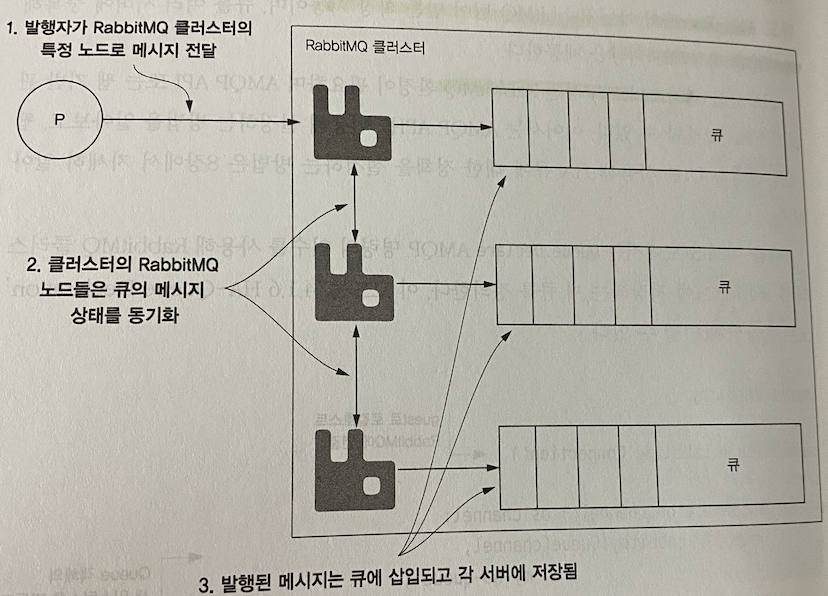 1. 발행자가 RabbitMQ 클러스터의
특정 노드로 메시지 전달
RabbitMQ 클러스터
P
큐
2. 클러스터의 RabbitMQ
노드들은 큐의 메시지
상태를 동기화
큐
큐
3. 발행된 메시지는 큐에 삽입되고 각 서버에 저장됨